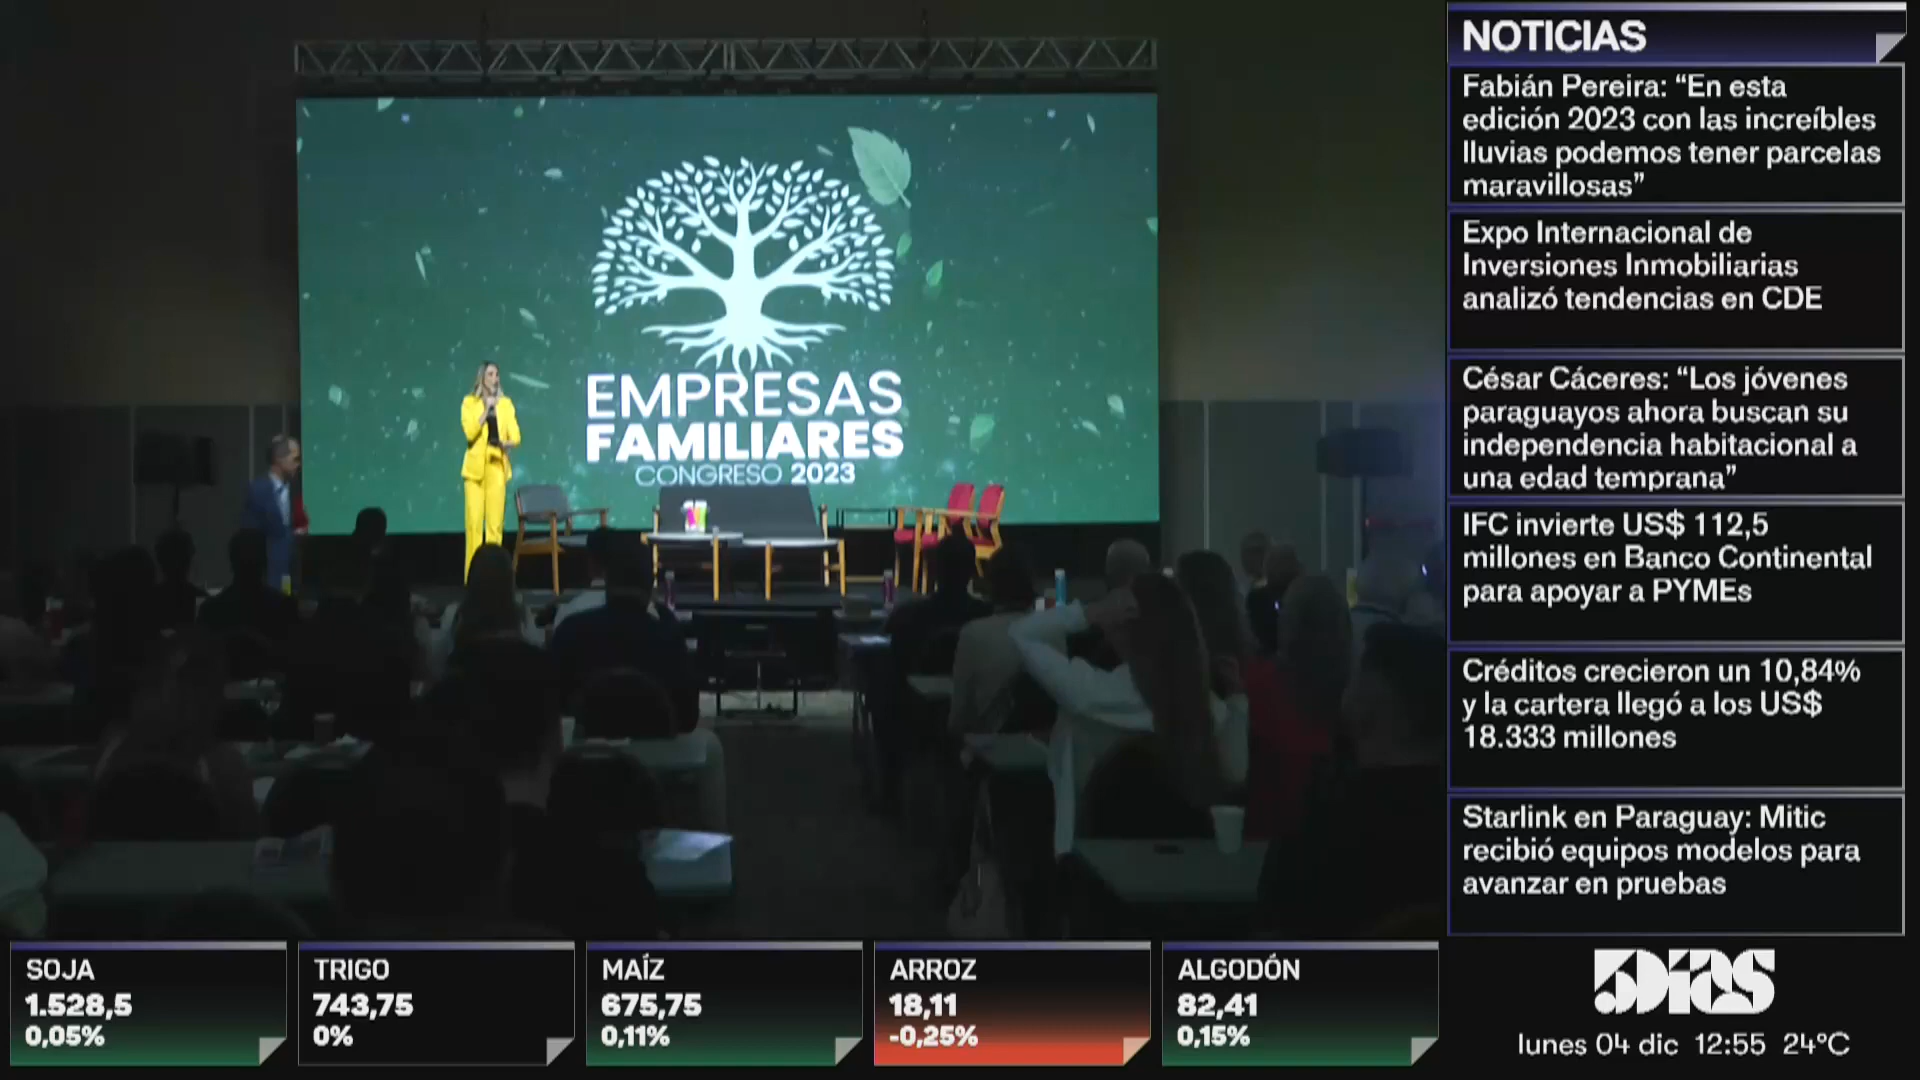 EMPRESAS
FAMILIARES
CONGRESO 2023
NOTICIAS
Fabián Pereira: “En esta
edición 2023 con las increíbles
lluvias podemos tener parcelas
maravillosas”
Expo Internacional de
Inversiones Inmobiliarias
analizó tendencias en CDE
César Cáceres: “Los jóvenes
paraguayos ahora buscan su
independencia habitacional a
una edad temprana”
IFC invierte US$ 112,5
millones en Banco Continental
para apoyar a PYMEs
Créditos crecieron un 10,84%
y la cartera llegó a los US$
18.333 millones
Starlink en Paraguay: Mitic
recibió equipos modelos para
avanzar en pruebas
SOJA
1.528,5
0,05%
TRIGO
743,75
0%
MAÍZ
675,75
0,11%
ARROZ
18,11
-0,25%
ALGODÓN
82,41
0,15%
5DÍAS
lunes 04 dic 12:55 24°C